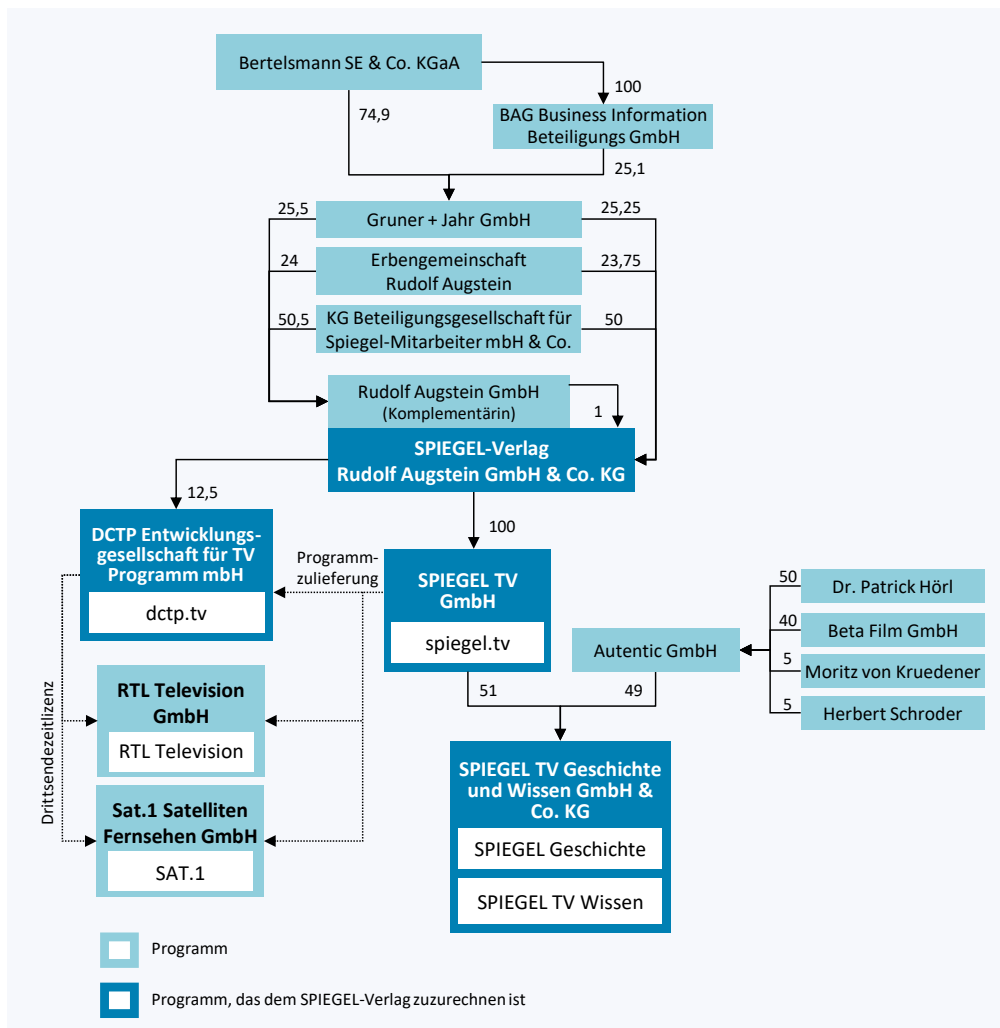 Bertelsmann SE & Co. KGaA
100
74,9
BAG Business Information
Beteiligungs GmbH
25,1
25,5
Gruner + Jahr GmbH
25,25
24
Erbengemeinschaft
Rudolf Augstein
23,75
50,5
KG Beteiligungsgesellschaft für
Spiegel-Mitarbeiter mbH & Co.
50
Rudolf Augstein GmbH
(Komplementärin)
1
SPIEGEL-Verlag
Rudolf Augstein GmbH & Co. KG
12,5
100
DCTP Entwicklungs-
gesellschaft für TV
Programm mbH
dctp.tv
Programm-
zulieferung
SPIEGEL TV
GmbH
spiegel.tv
Autentic GmbH
50
Dr. Patrick Hörl
40
Beta Film GmbH
5
Moritz von Kruedener
5
Herbert Schroder
51
49
Drittsendezeitlizenz
RTL Television
GmbH
RTL Television
Sat.1 Satelliten
Fernsehen GmbH
SAT.1
SPIEGEL TV Geschichte
und Wissen GmbH &
Co. KG
SPIEGEL Geschichte
SPIEGEL TV Wissen
Programm
Programm, das dem SPIEGEL-Verlag zuzurechnen ist